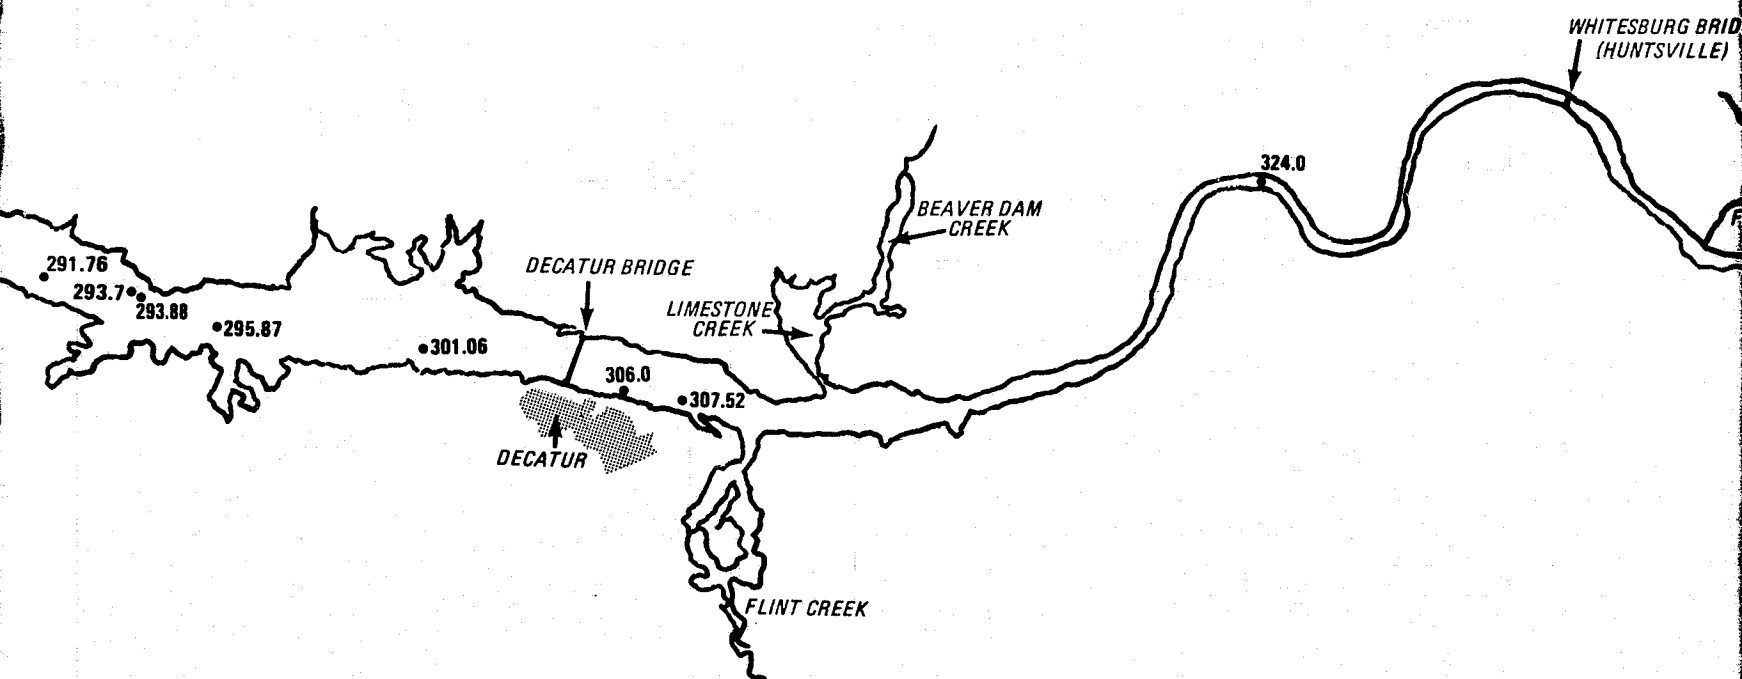 WHITESBURG BRID
(HUNTSVILLE)
324.0
BEAVER DAM
CREEK
F
291.76
293.7
293.88
295.87
DECATUR BRIDGE
LIMESTONE
CREEK
301.06
306.0
307.52
DECATUR
FLINT CREEK